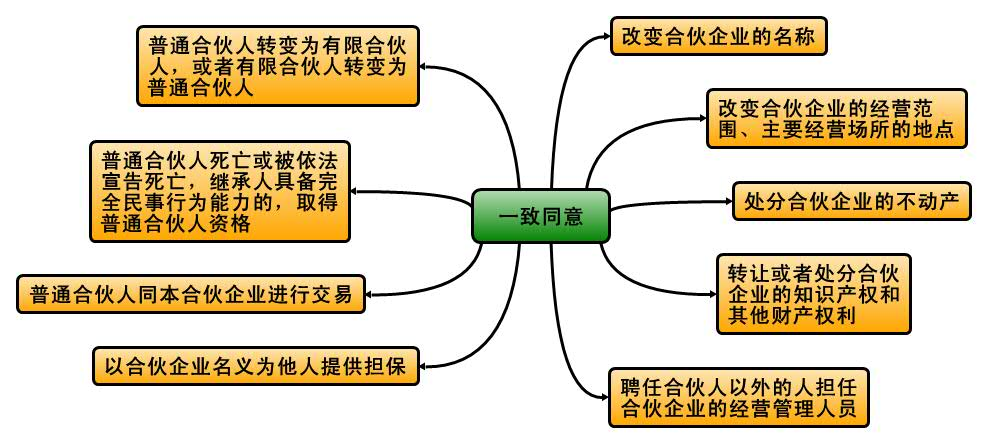 普通合伙人转变为有限合伙
人，或者有限合伙人转变为
普通合伙人
普通合伙人死亡或被依法
宣告死亡，继承人具备完
全民事行为能力的，取得
普通合伙人资格
普通合伙人同本合伙企业进行交易
以合伙企业名义为他人提供担保
一致同意
改变合伙企业的名称
改变合伙企业的经营范
围、主要经营场所的地点
处分合伙企业的不动产
转让或者处分合伙
企业的知识产权和
其他财产权利
聘任合伙人以外的人担任
合伙企业的经营管理人员